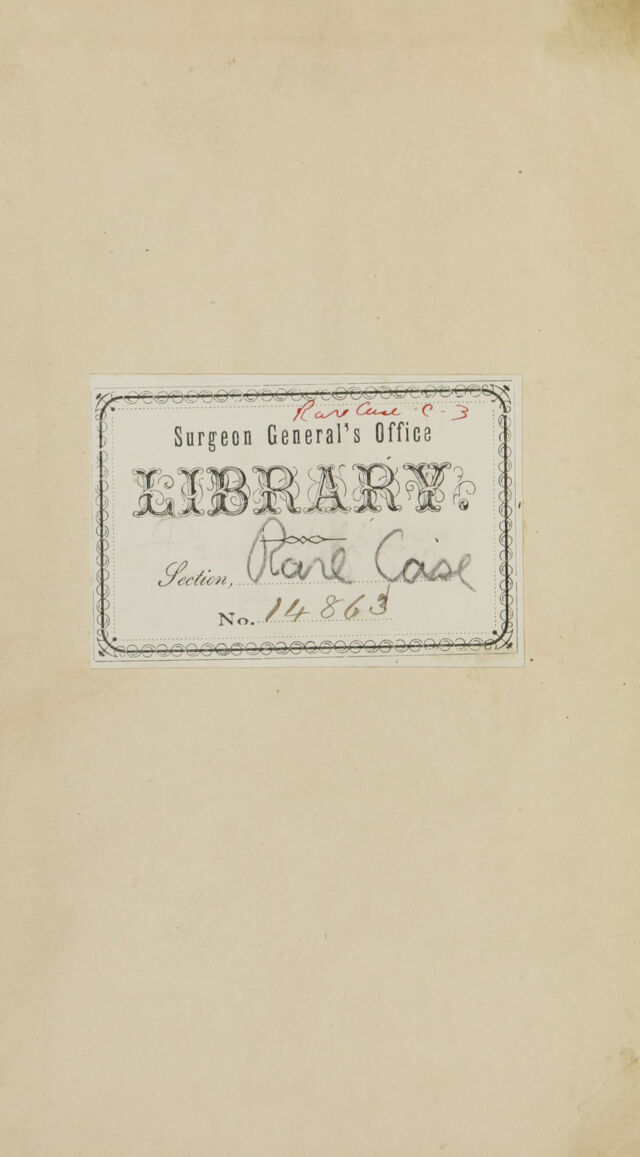 Rare Case C-3
Surgeon General's Office
LIBRARY.
Section, Rare Case
No. 14863